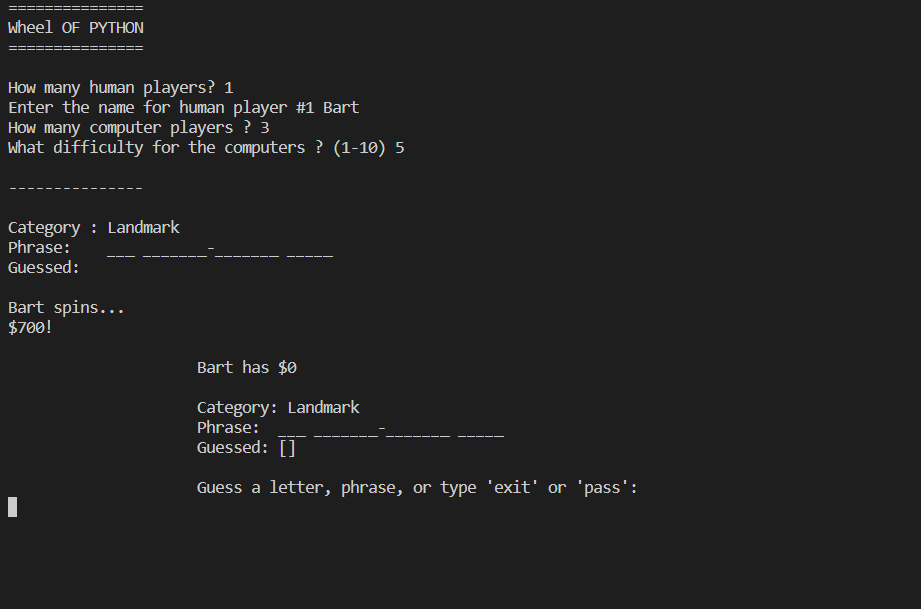 ===============
Wheel OF PYTHON
===============
How many human players? 1
Enter the name for human player #1 Bart
How many computer players ? 3
What difficulty for the computers ? (1-10) 5
---------------
Category : Landmark
Phrase:    ___ _______-_______ _____
Guessed:
Bart spins...
$700!
Bart has $0
Category: Landmark
Phrase:  ___ _______-_______ _____
Guessed: []
Guess a letter, phrase, or type 'exit' or 'pass':